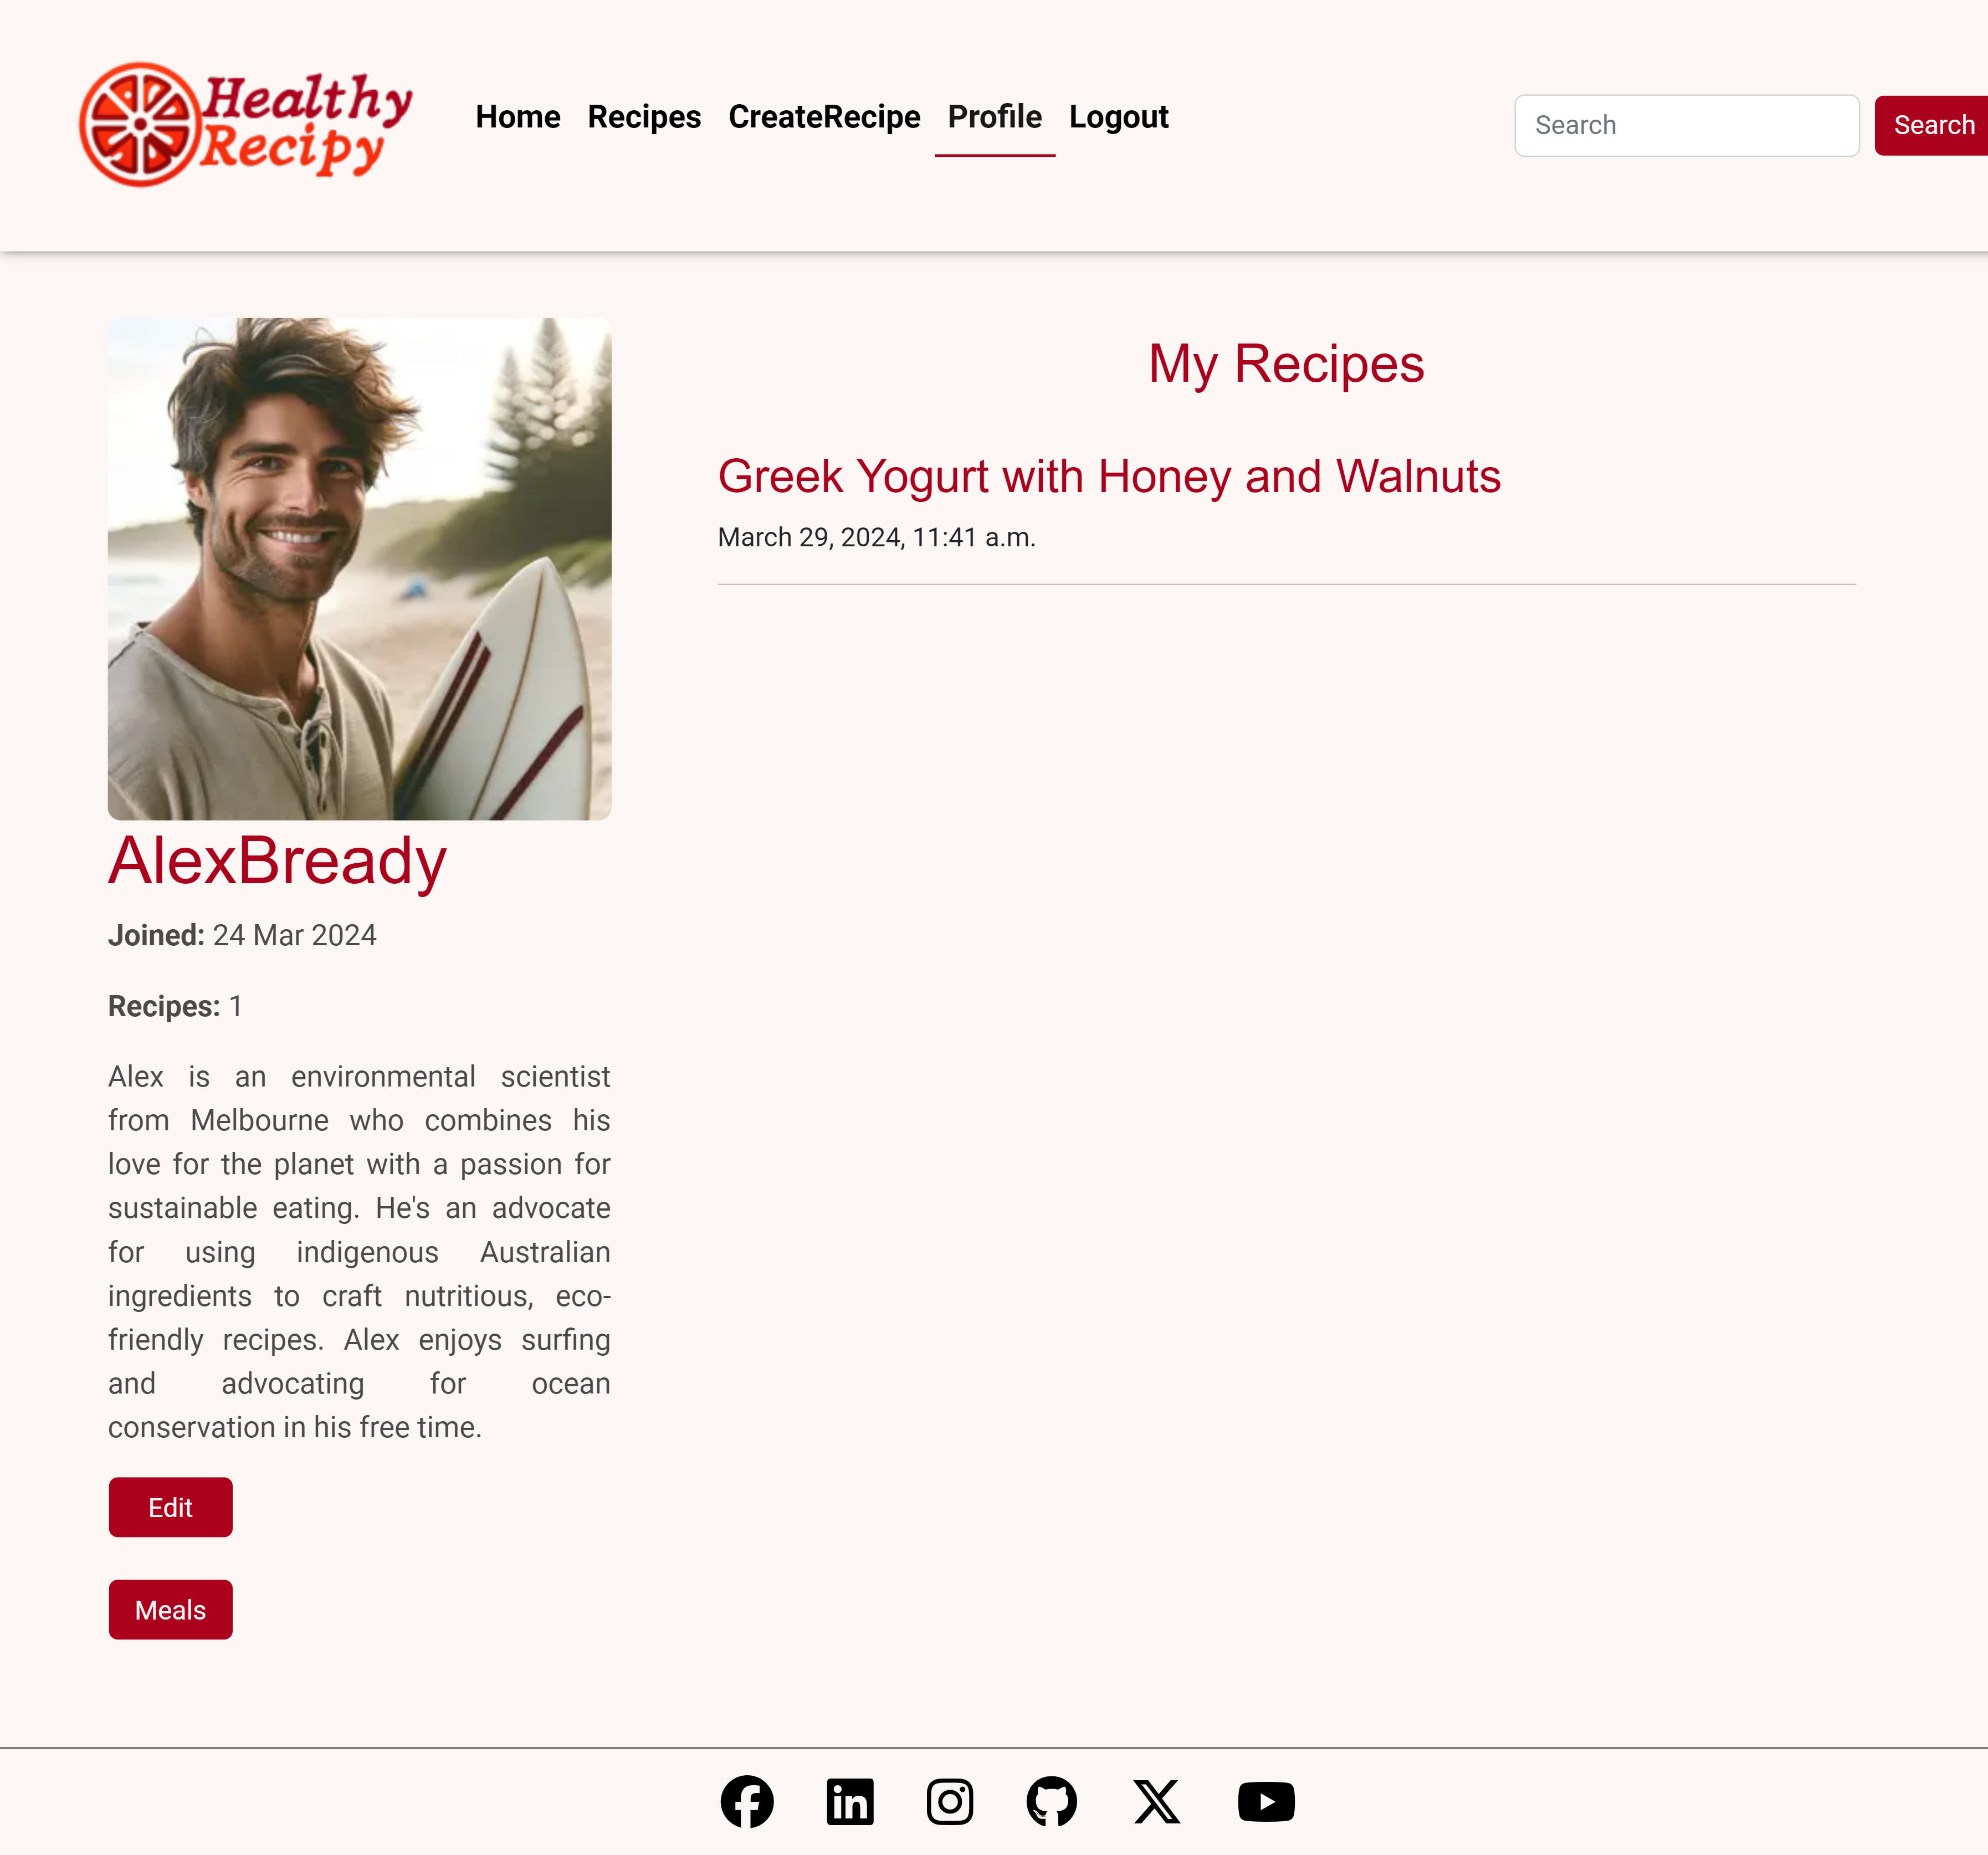 Healthy
Recipy
Home Recipes CreateRecipe Profile Logout
Search
Search
My Recipes
Greek Yogurt with Honey and Walnuts
March 29, 2024, 11:41 a.m.
AlexBready
Joined: 24 Mar 2024
Recipes: 1
Alex is an environmental scientist
from Melbourne who combines his
love for the planet with a passion for
sustainable eating. He's an advocate
for using indigenous Australian
ingredients to craft nutritious, eco-
friendly recipes. Alex enjoys surfing
and advocating for ocean
conservation in his free time.
Edit
Meals